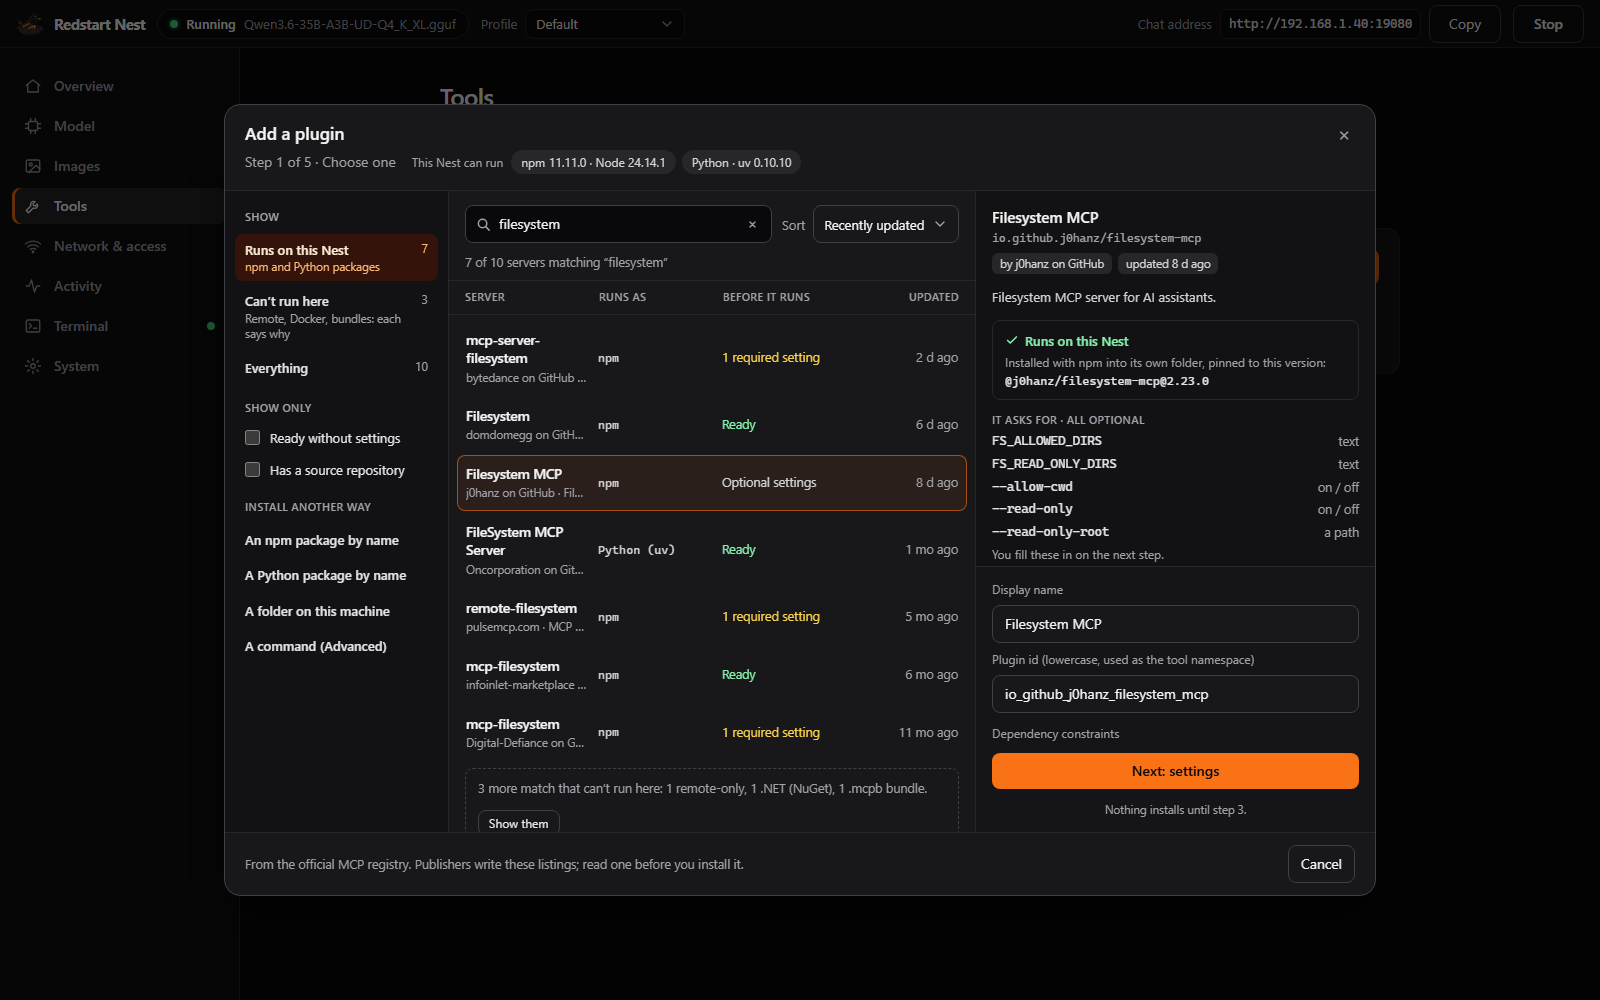 Redstart Nest
Running Qwen3.6-35B-A3B-UD-Q4_K_XL.gguf
Profile Default
Chat address http://192.168.1.40:19080 Copy Stop
Overview
Model
Images
Tools
Network & access
Activity
Terminal
System
Tools
Add a plugin
Step 1 of 5 · Choose one This Nest can run npm 11.11.0 · Node 24.14.1 Python · uv 0.10.10
SHOW
Runs on this Nest 7
npm and Python packages
Can't run here 3
Remote, Docker, bundles: each
says why
Everything 10
SHOW ONLY
Ready without settings
Has a source repository
INSTALL ANOTHER WAY
An npm package by name
A Python package by name
A folder on this machine
A command (Advanced)
filesystem Sort Recently updated
7 of 10 servers matching “filesystem”
SERVER RUNS AS BEFORE IT RUNS UPDATED
mcp-server-
filesystem npm 1 required setting 2 d ago
bytedance on GitHub ...
Filesystem npm Ready 6 d ago
domdomegg on GitH...
Filesystem MCP npm Optional settings 8 d ago
j0hanz on GitHub · Fil...
FileSystem MCP
Server Python (uv) Ready 1 mo ago
Oncorporation on Git...
remote-filesystem npm 1 required setting 5 mo ago
pulsemcp.com · MCP ...
mcp-filesystem npm Ready 6 mo ago
infoinlet-marketplace ...
mcp-filesystem npm 1 required setting 11 mo ago
Digital-Defiance on G...
3 more match that can't run here: 1 remote-only, 1 .NET (NuGet), 1 .mcpb bundle.
Show them
Filesystem MCP
io.github.j0hanz/filesystem-mcp
by j0hanz on GitHub updated 8 d ago
Filesystem MCP server for AI assistants.
Runs on this Nest
Installed with npm into its own folder, pinned to this version:
@j0hanz/filesystem-mcp@2.23.0
IT ASKS FOR · ALL OPTIONAL
FS_ALLOWED_DIRS text
FS_READ_ONLY_DIRS text
--allow-cwd on / off
--read-only on / off
--read-only-root a path
You fill these in on the next step.
Display name
Filesystem MCP
Plugin id (lowercase, used as the tool namespace)
io_github_j0hanz_filesystem_mcp
Dependency constraints
Next: settings
Nothing installs until step 3.
From the official MCP registry. Publishers write these listings; read one before you install it.
Cancel